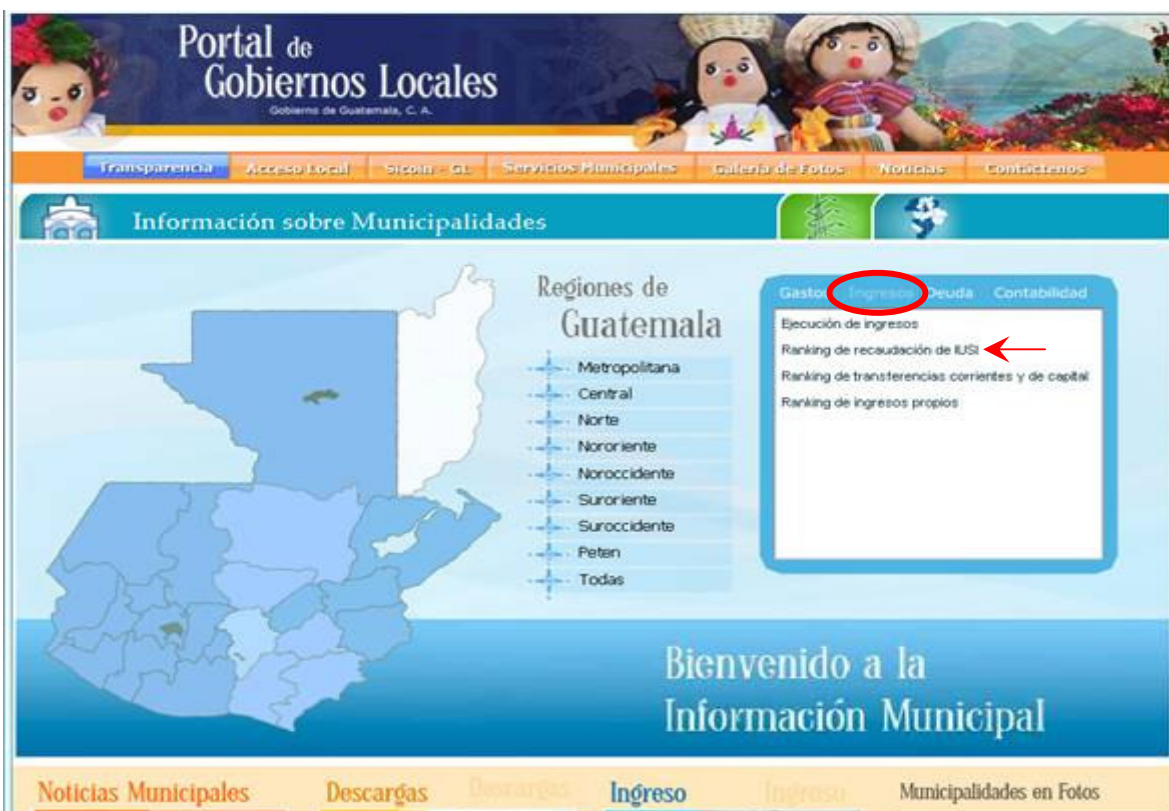 Portal de
Gobiernos Locales
Gobierno de Guatemala, C. A.
Transparencia Acceso Local Sicoin - GL Servicios Municipales Galería de Fotos Noticias Contáctenos
Información sobre Municipalidades
Regiones de
Guatemala
Metropolitana
Central
Norte
Nororiente
Noroccidente
Suroriente
Suroccidente
Peten
Todas
Gastos Ingresos Deuda Contabilidad
Ejecución de ingresos
Ranking de recaudación de IUSI
Ranking de transferencias corrientes y de capital
Ranking de ingresos propios
Bienvenido a la
Información Municipal
Noticias Municipales Descargas Descargas Ingreso Ingreso Municipalidades en Fotos